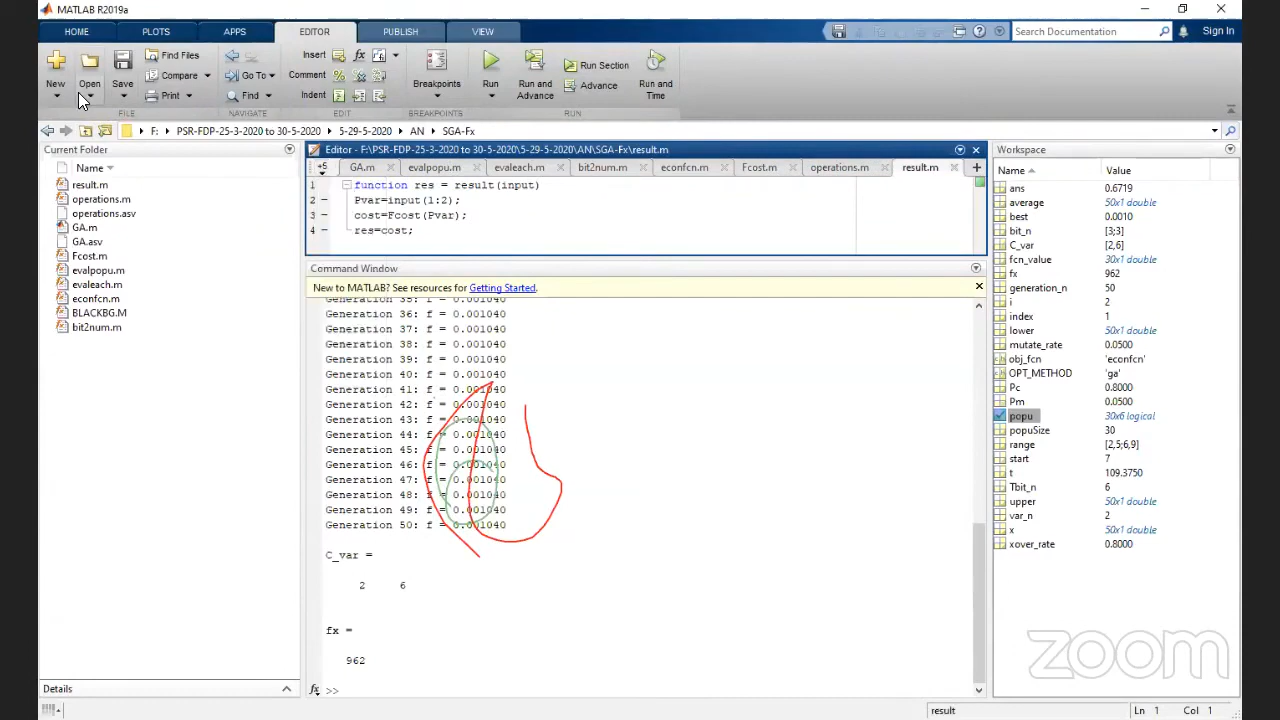 MATLAB R2019a
HOME PLOTS APPS EDITOR PUBLISH VIEW
Search Documentation Sign In
New Open Save Find Files Compare Print
Go To Find
Insert Comment Indent
Breakpoints Run Run and Advance Run Section Advance Run and Time
FILE NAVIGATE EDIT BREAKPOINTS RUN
F: PSR-FDP-25-3-2020 to 30-5-2020 5-29-5-2020 AN SGA-Fx
Current Folder
Name
result.m
operations.m
operations.asv
GA.m
GA.asv
Fcost.m
evalpopu.m
evaleach.m
econfcn.m
BLACKBG.M
bit2num.m
Details
Editor - F:\PSR-FDP-25-3-2020 to 30-5-2020\5-29-5-2020\AN\SGA-Fx\result.m
+5 GA.m evalpopu.m evaleach.m bit2num.m econfcn.m Fcost.m operations.m result.m
1 function res = result(input)
2 Pvar=input(1:2);
3 cost=Fcost(Pvar);
4 res=cost;
Command Window
New to MATLAB? See resources for Getting Started.
Generation 35: f = 0.001040
Generation 36: f = 0.001040
Generation 37: f = 0.001040
Generation 38: f = 0.001040
Generation 39: f = 0.001040
Generation 40: f = 0.001040
Generation 41: f = 0.001040
Generation 42: f = 0.001040
Generation 43: f = 0.001040
Generation 44: f = 0.001040
Generation 45: f = 0.001040
Generation 46: f = 0.001040
Generation 47: f = 0.001040
Generation 48: f = 0.001040
Generation 49: f = 0.001040
Generation 50: f = 0.001040
C_var =
2 6
fx =
962
fx >>
Workspace
Name Value
ans 0.6719
average 50x1 double
best 0.0010
bit_n [3;3]
C_var [2,6]
fcn_value 30x1 double
fx 962
generation_n 50
i 2
index 1
lower 50x1 double
mutate_rate 0.0500
obj_fcn 'econfcn'
OPT_METHOD 'ga'
Pc 0.8000
Pm 0.0500
popu 30x6 logical
popuSize 30
range [2,5;6,9]
start 7
t 109.3750
Tbit_n 6
upper 50x1 double
var_n 2
x 50x1 double
xover_rate 0.8000
zoom
result Ln 1 Col 1